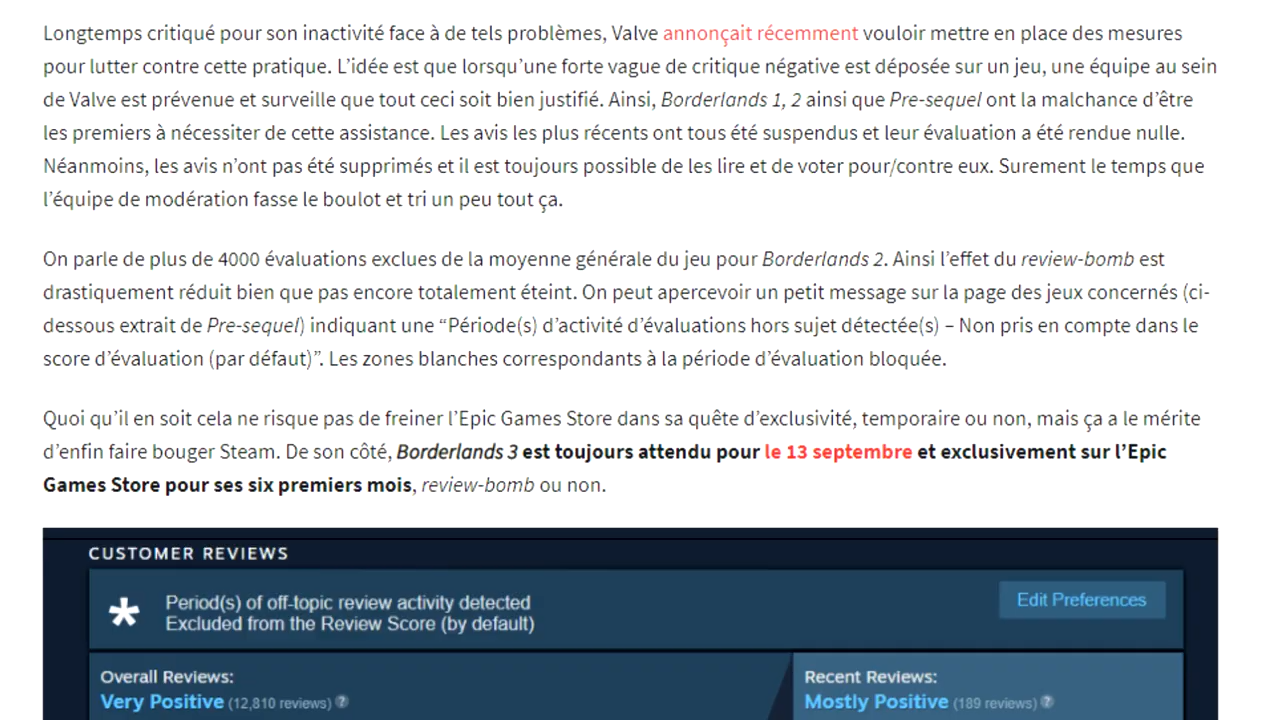 Longtemps critiqué pour son inactivité face à de tels problèmes, Valve annonçait récemment vouloir mettre en place des mesures
pour lutter contre cette pratique. L’idée est que lorsqu’une forte vague de critique négative est déposée sur un jeu, une équipe au sein
de Valve est prévenue et surveille que tout ceci soit bien justifié. Ainsi, Borderlands 1, 2 ainsi que Pre-sequel ont la malchance d’être
les premiers à nécessiter de cette assistance. Les avis les plus récents ont tous été suspendus et leur évaluation a été rendue nulle.
Néanmoins, les avis n’ont pas été supprimés et il est toujours possible de les lire et de voter pour/contre eux. Surement le temps que
l’équipe de modération fasse le boulot et tri un peu tout ça.
On parle de plus de 4000 évaluations exclues de la moyenne générale du jeu pour Borderlands 2. Ainsi l’effet du review-bomb est
drastiquement réduit bien que pas encore totalement éteint. On peut apercevoir un petit message sur la page des jeux concernés (ci-
dessous extrait de Pre-sequel) indiquant une “Période(s) d’activité d’évaluations hors sujet détectée(s) – Non pris en compte dans le
score d’évaluation (par défaut)”. Les zones blanches correspondants à la période d’évaluation bloquée.
Quoi qu’il en soit cela ne risque pas de freiner l’Epic Games Store dans sa quête d’exclusivité, temporaire ou non, mais ça a le mérite
d’enfin faire bouger Steam. De son côté, Borderlands 3 est toujours attendu pour le 13 septembre et exclusivement sur l’Epic
Games Store pour ses six premiers mois, review-bomb ou non.
CUSTOMER REVIEWS
Period(s) of off-topic review activity detected
Excluded from the Review Score (by default)
Edit Preferences
Overall Reviews:
Very Positive (12,810 reviews) ?
Recent Reviews:
Mostly Positive (189 reviews) ?